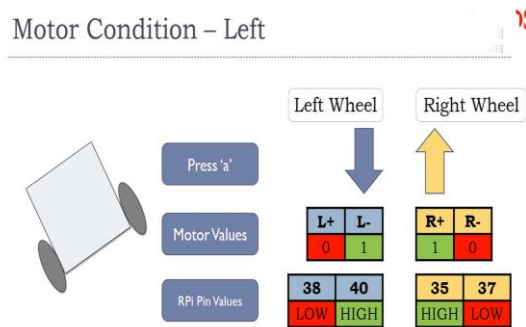 Motor Condition – Left
Left Wheel
Right Wheel
Press 'a'
Motor Values
L+ L- R+ R-
0 1 1 0
RPi Pin Values
38 40 35 37
LOW HIGH HIGH LOW